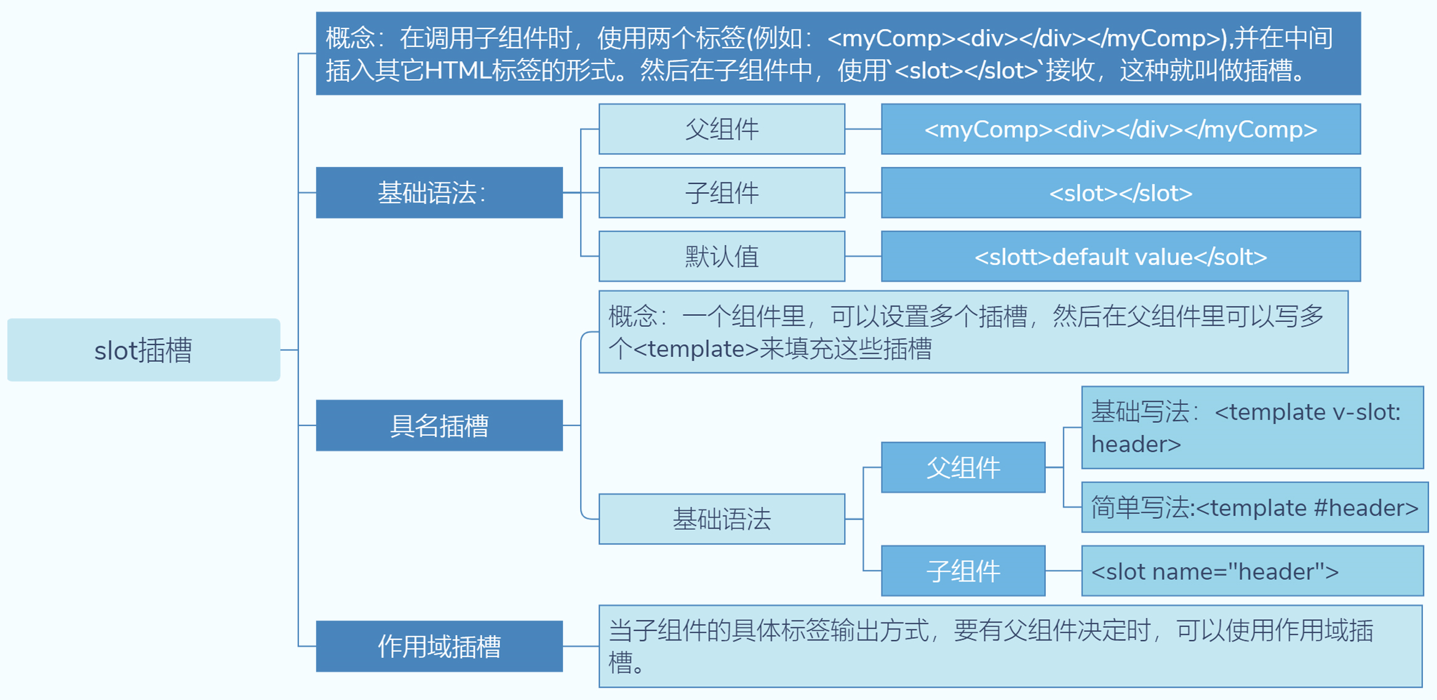 概念：在调用子组件时，使用两个标签(例如：<myComp><div></div></myComp>),并在中间
插入其它HTML标签的形式。然后在子组件中，使用`<slot></slot>`接收，这种就叫做插槽。
父组件
<myComp><div></div></myComp>
基础语法：
子组件
<slot></slot>
默认值
<slott>default value</solt>
slot插槽
概念：一个组件里，可以设置多个插槽，然后在父组件里可以写多
个<template>来填充这些插槽
具名插槽
基础语法
父组件
基础写法：<template v-slot:
header>
简单写法:<template #header>
子组件
<slot name="header">
作用域插槽
当子组件的具体标签输出方式，要有父组件决定时，可以使用作用域插
槽。